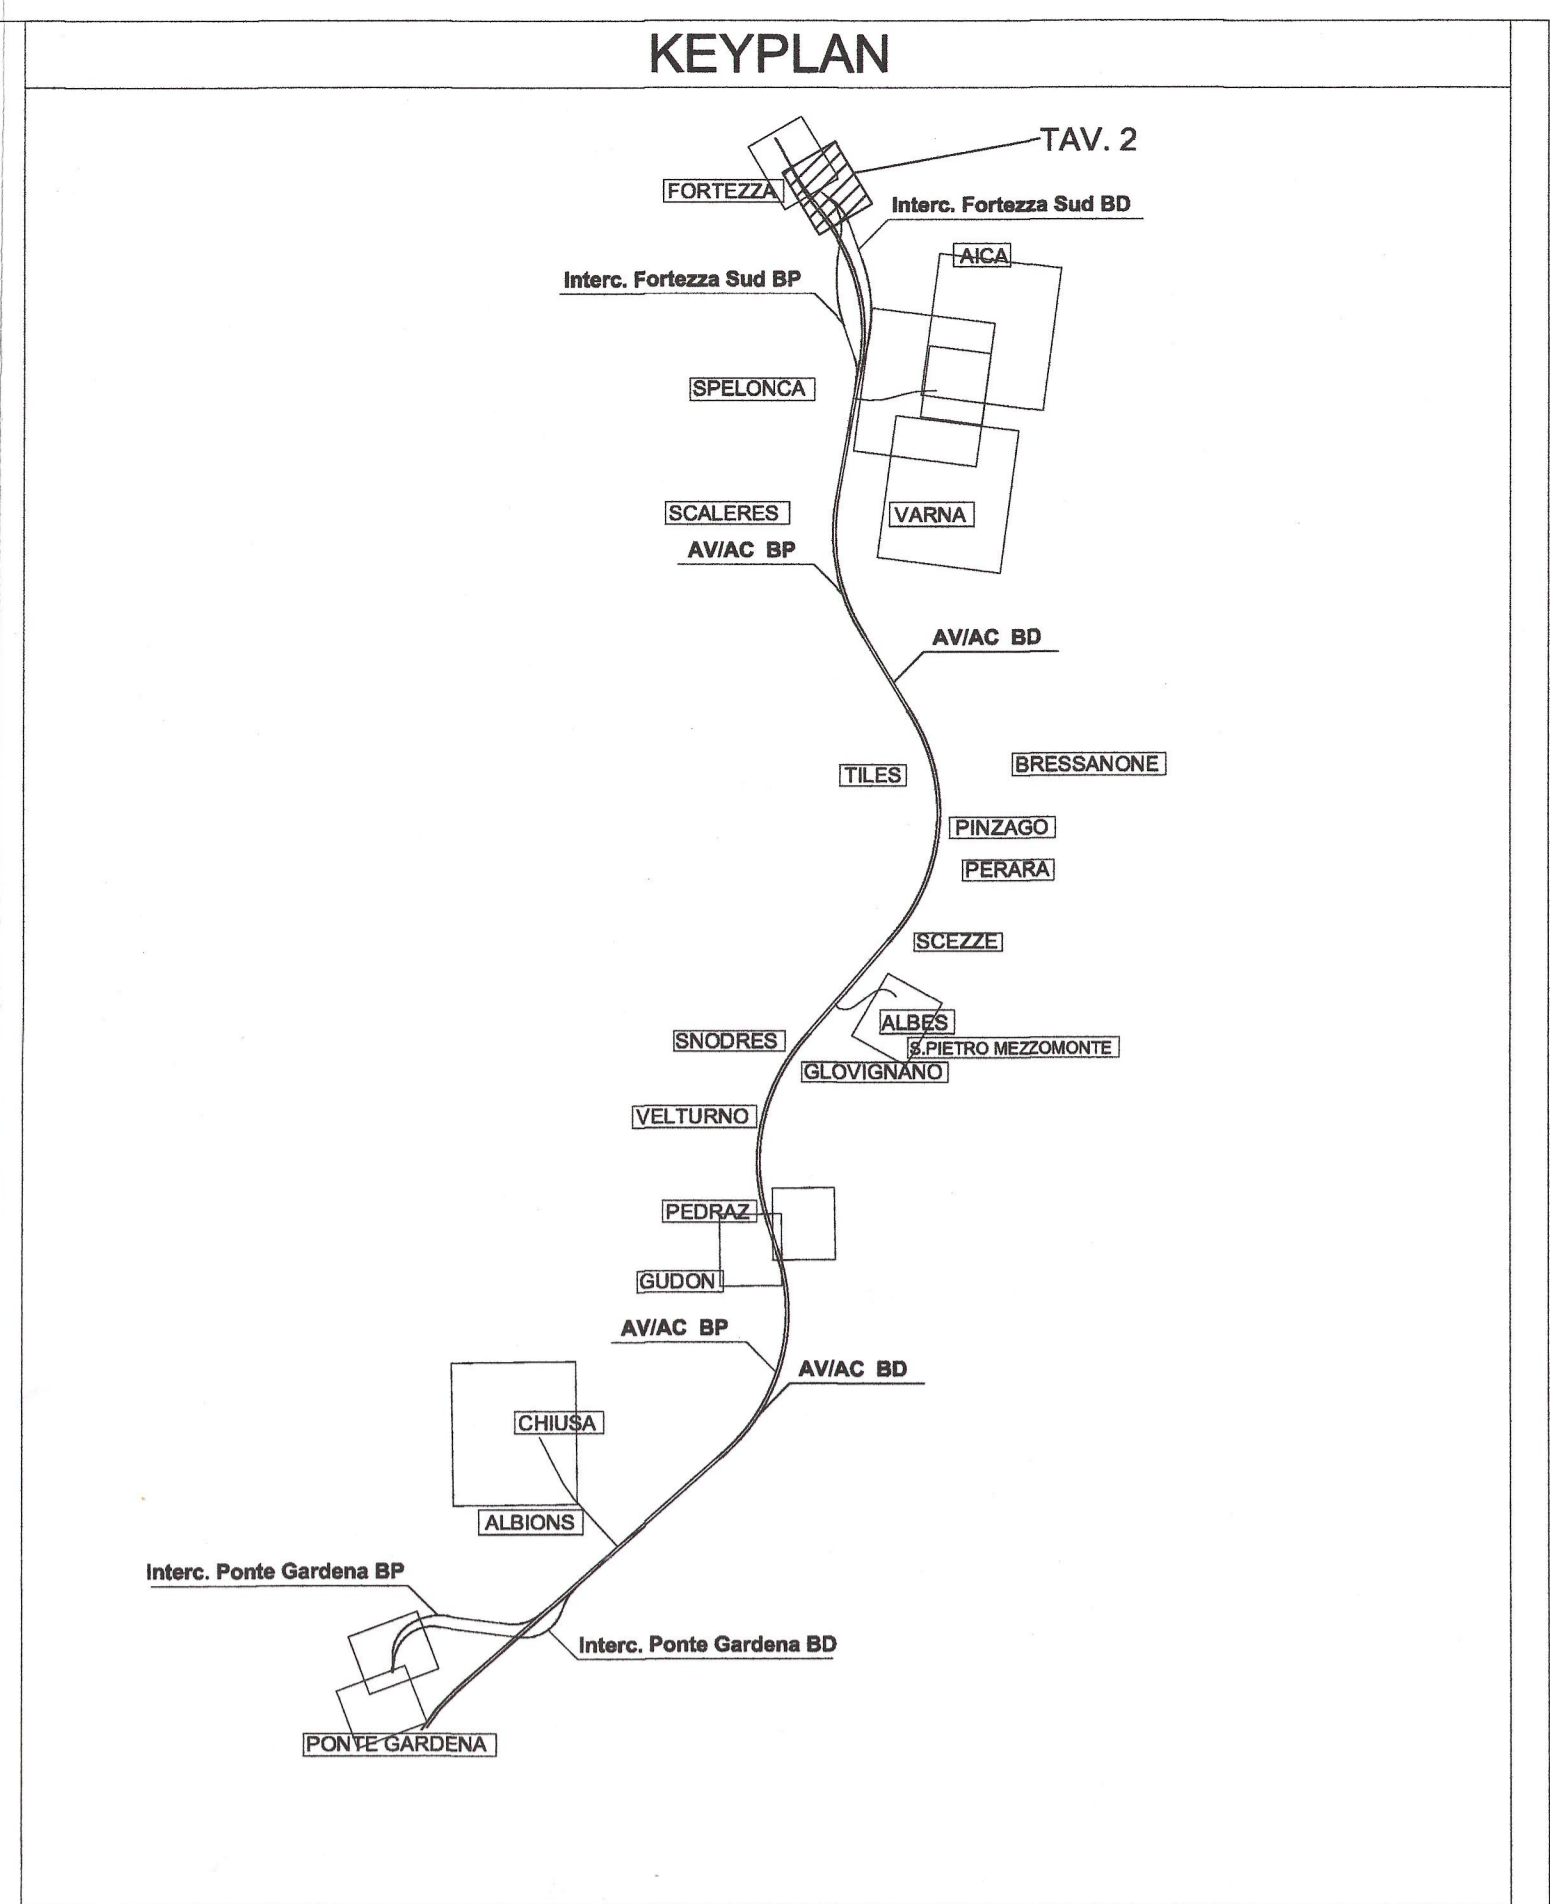 KEYPLAN
TAV. 2
FORTEZZA
Interc. Fortezza Sud BD
AICA
Interc. Fortezza Sud BP
SPELONCA
SCALERES
VARNA
AV/AC BP
AV/AC BD
BRESSANONE
TILES
PINZAGO
PERARA
SCEZZE
ALBES
SNODRES
S.PIETRO MEZZOMONTE
GLOVIGNANO
VELTURNO
PEDRAZ
GUDON
AV/AC BP
AV/AC BD
CHIUSA
ALBIONS
Interc. Ponte Gardena BP
Interc. Ponte Gardena BD
PONTE GARDENA